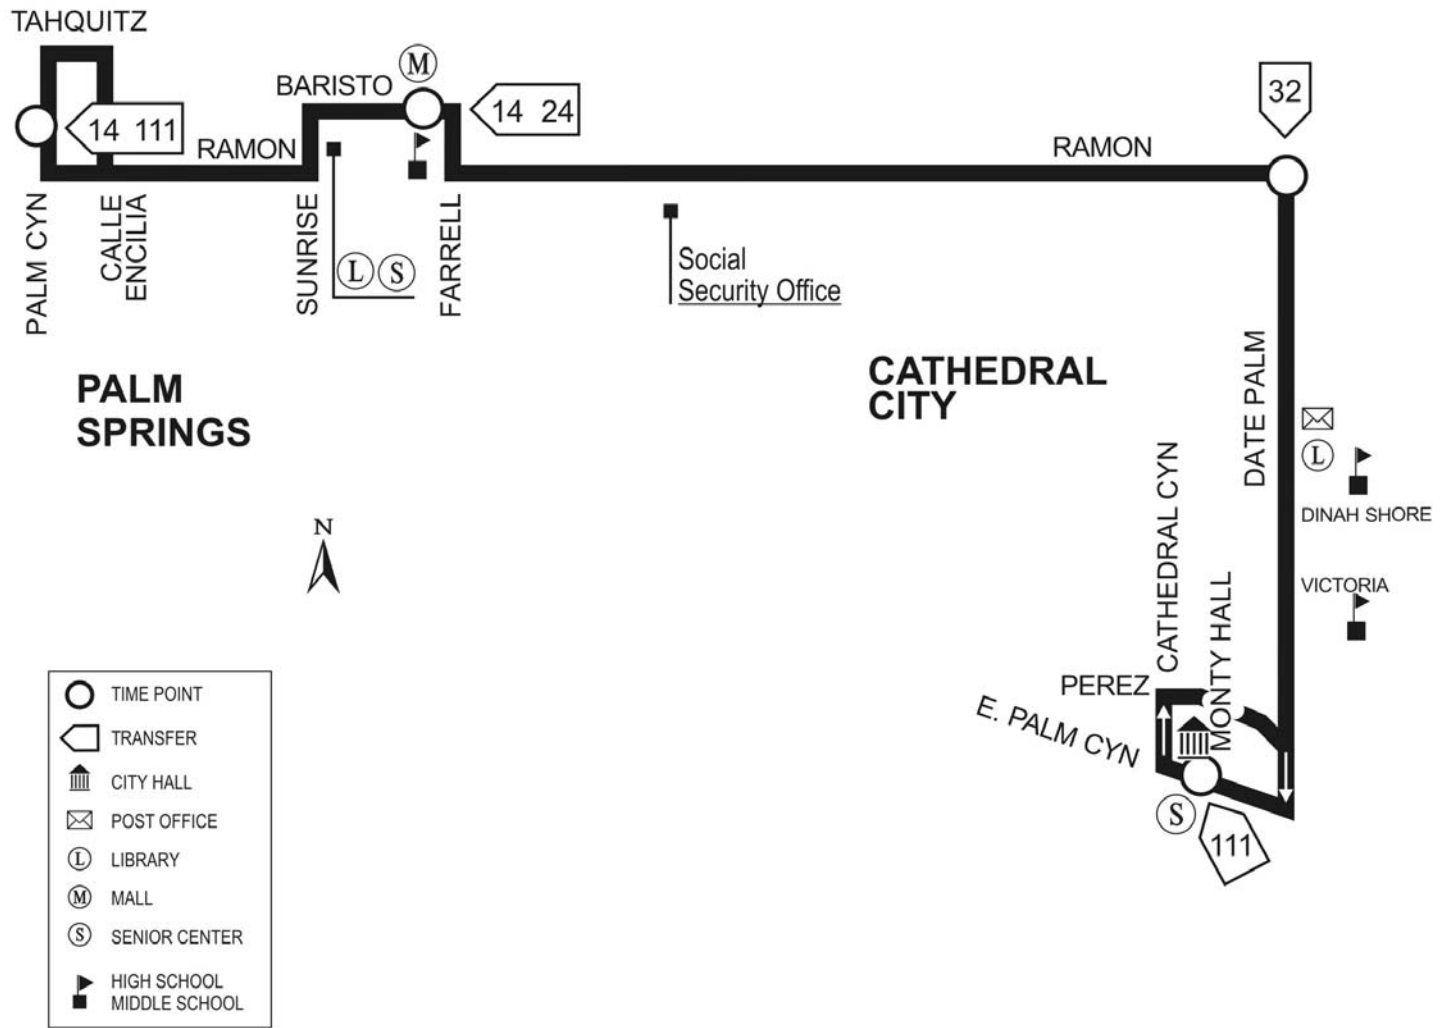 TAHQUITZ
BARISTO
M
14 111
14 24
32
RAMON
RAMON
PALM CYN
CALLE
ENCILIA
SUNRISE
L S
FARRELL
Social
Security Office
PALM
SPRINGS
CATHEDRAL
CITY
DATE PALM
L
DINAH SHORE
VICTORIA
CATHEDRAL CYN
MONTY HALL
PEREZ
E. PALM CYN
S
111
N
TIME POINT
TRANSFER
CITY HALL
POST OFFICE
L LIBRARY
M MALL
S SENIOR CENTER
HIGH SCHOOL
MIDDLE SCHOOL